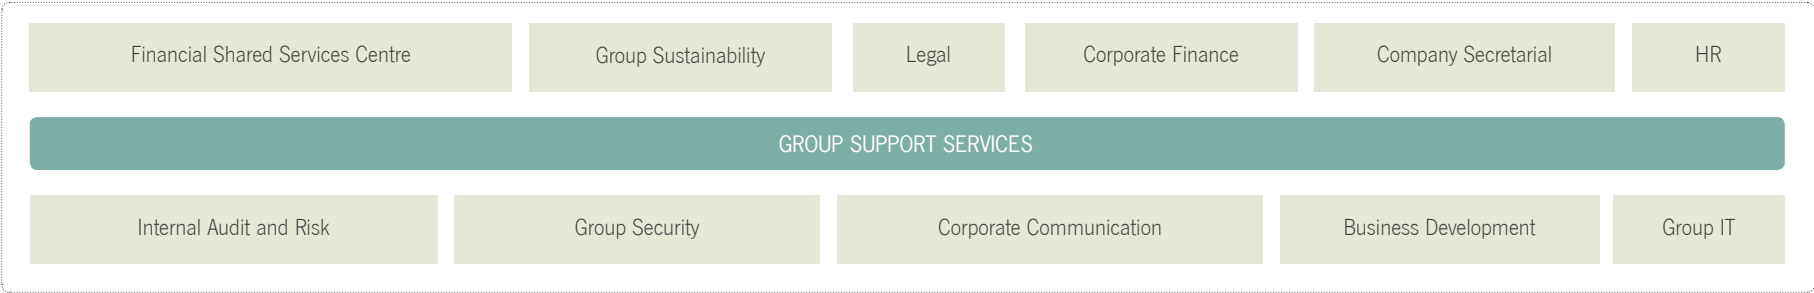 Financial Shared Services Centre
Group Sustainability
Legal
Corporate Finance
Company Secretarial
HR
GROUP SUPPORT SERVICES
Internal Audit and Risk
Group Security
Corporate Communication
Business Development
Group IT